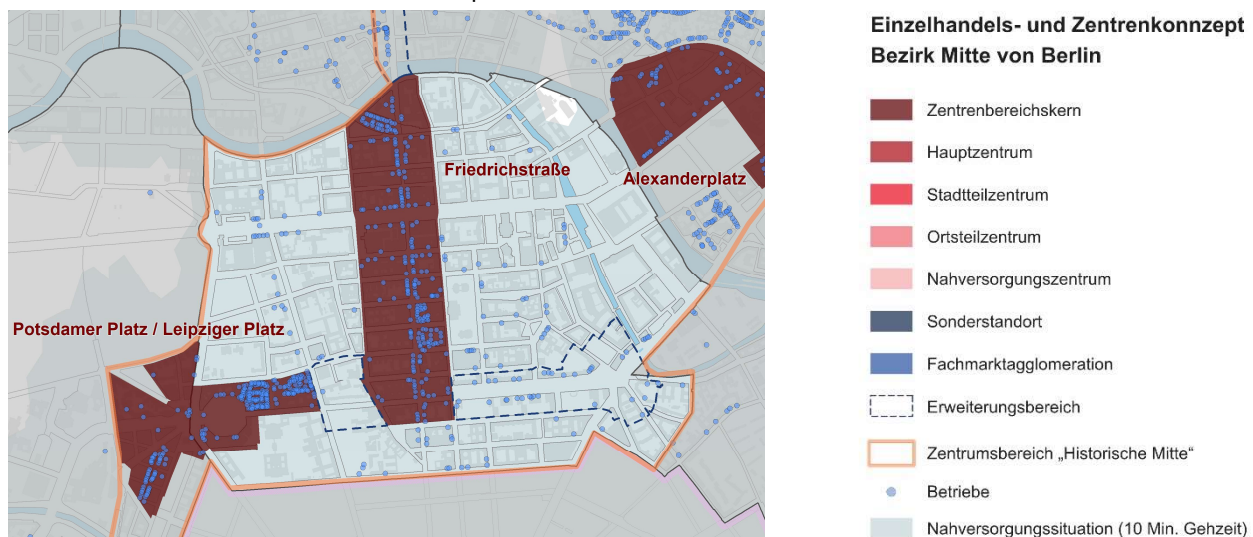 Friedrichstraße
Alexanderplatz
Potsdamer Platz / Leipziger Platz
Einzelhandels- und Zentrenkonnzept
Bezirk Mitte von Berlin
Zentrenbereichskern
Hauptzentrum
Stadtteilzentrum
Ortsteilzentrum
Nahversorgungszentrum
Sonderstandort
Fachmarktagglomeration
Erweiterungsbereich
Zentrumsbereich „Historische Mitte“
Betriebe
Nahversorgungssituation (10 Min. Gehzeit)